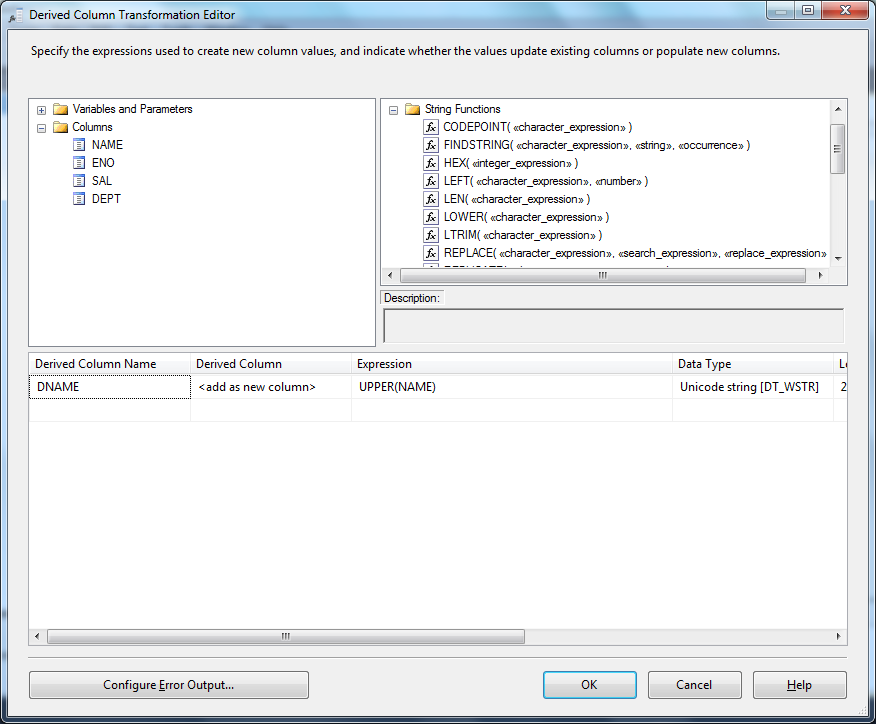 Derived Column Transformation Editor
Specify the expressions used to create new column values, and indicate whether the values update existing columns or populate new columns.
Variables and Parameters
Columns
NAME
ENO
SAL
DEPT
String Functions
CODEPOINT( «character_expression» )
FINDSTRING( «character_expression», «string», «occurrence» )
HEX( «integer_expression» )
LEFT( «character_expression», «number» )
LEN( «character_expression» )
LOWER( «character_expression» )
LTRIM( «character_expression» )
REPLACE( «character_expression», «search_expression», «replace_expression»
Description:
Derived Column Name Derived Column Expression Data Type
DNAME <add as new column> UPPER(NAME) Unicode string [DT_WSTR] 2
Configure Error Output... OK Cancel Help